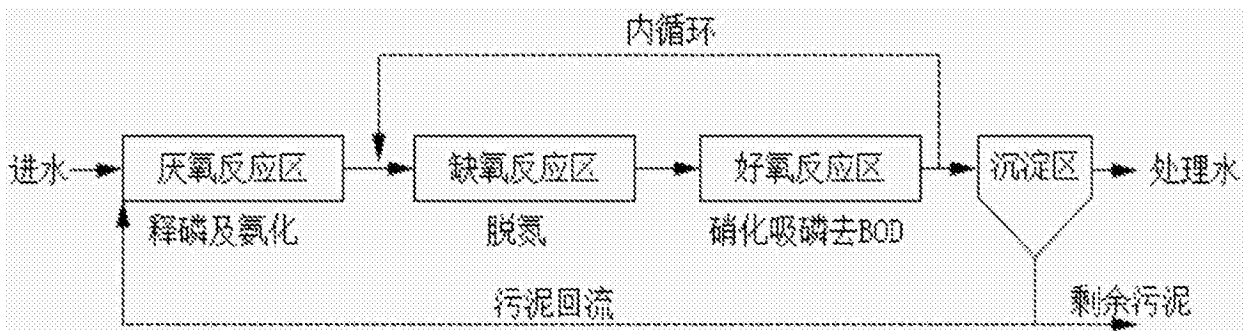 内循环
进水
厌氧反应区
缺氧反应区
好氧反应区
沉淀区
处理水
释磷及氨化
脱氮
硝化吸磷去BOD
污泥回流
剩余污泥